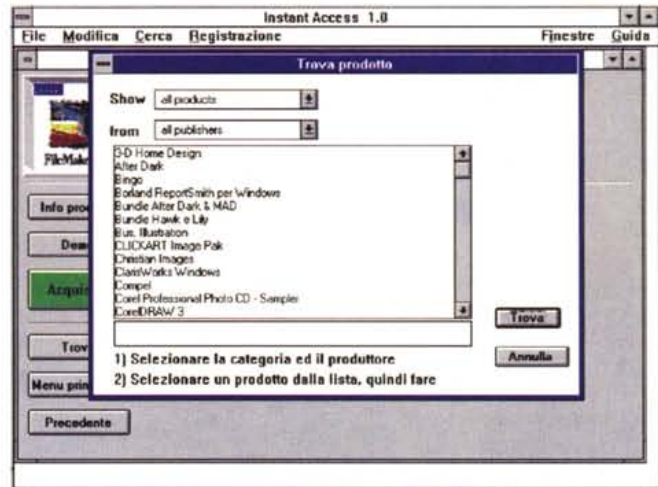 Instant Access 1.0
File Modifica Cerca Registrazione Finestre Guida
Trova prodotto
Show all products
from all publishers
3-D Home Design
After Dark
Bingo
Borland ReportSmith per Windows
Bundle After Dark & MAD
Bundle Hawk e Lily
Bus. Illustration
CLICKART Image Pak
Christian Images
ClarisWorks Windows
Compel
Corel Professional Photo CD - Sampler
CorelDRAW 3
Trova
Annulla
1) Selezionare la categoria ed il produttore
2) Selezionare un prodotto dalla lista, quindi fare
FileMake
Info pro
Dem
Acquis
Trov
Menu prin
Precedente